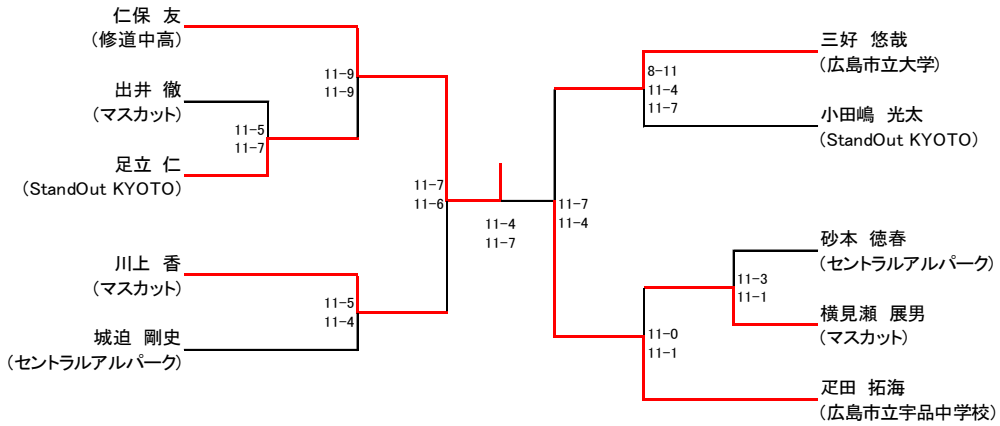 仁保 友
(修道中高)
出井 徹
(マスカット)
足立 仁
(StandOut KYOTO)
川上 香
(マスカット)
城迫 剛史
(セントラルアルパーク)
11-9
11-9
11-5
11-7
11-5
11-4
11-7
11-6
11-4
11-7
11-7
11-4
8-11
11-4
11-7
11-3
11-1
11-0
11-1
三好 悠哉
(広島市立大学)
小田嶋 光太
(StandOut KYOTO)
砂本 徳春
(セントラルアルパーク)
横見瀬 展男
(マスカット)
疋田 拓海
(広島市立宇品中学校)